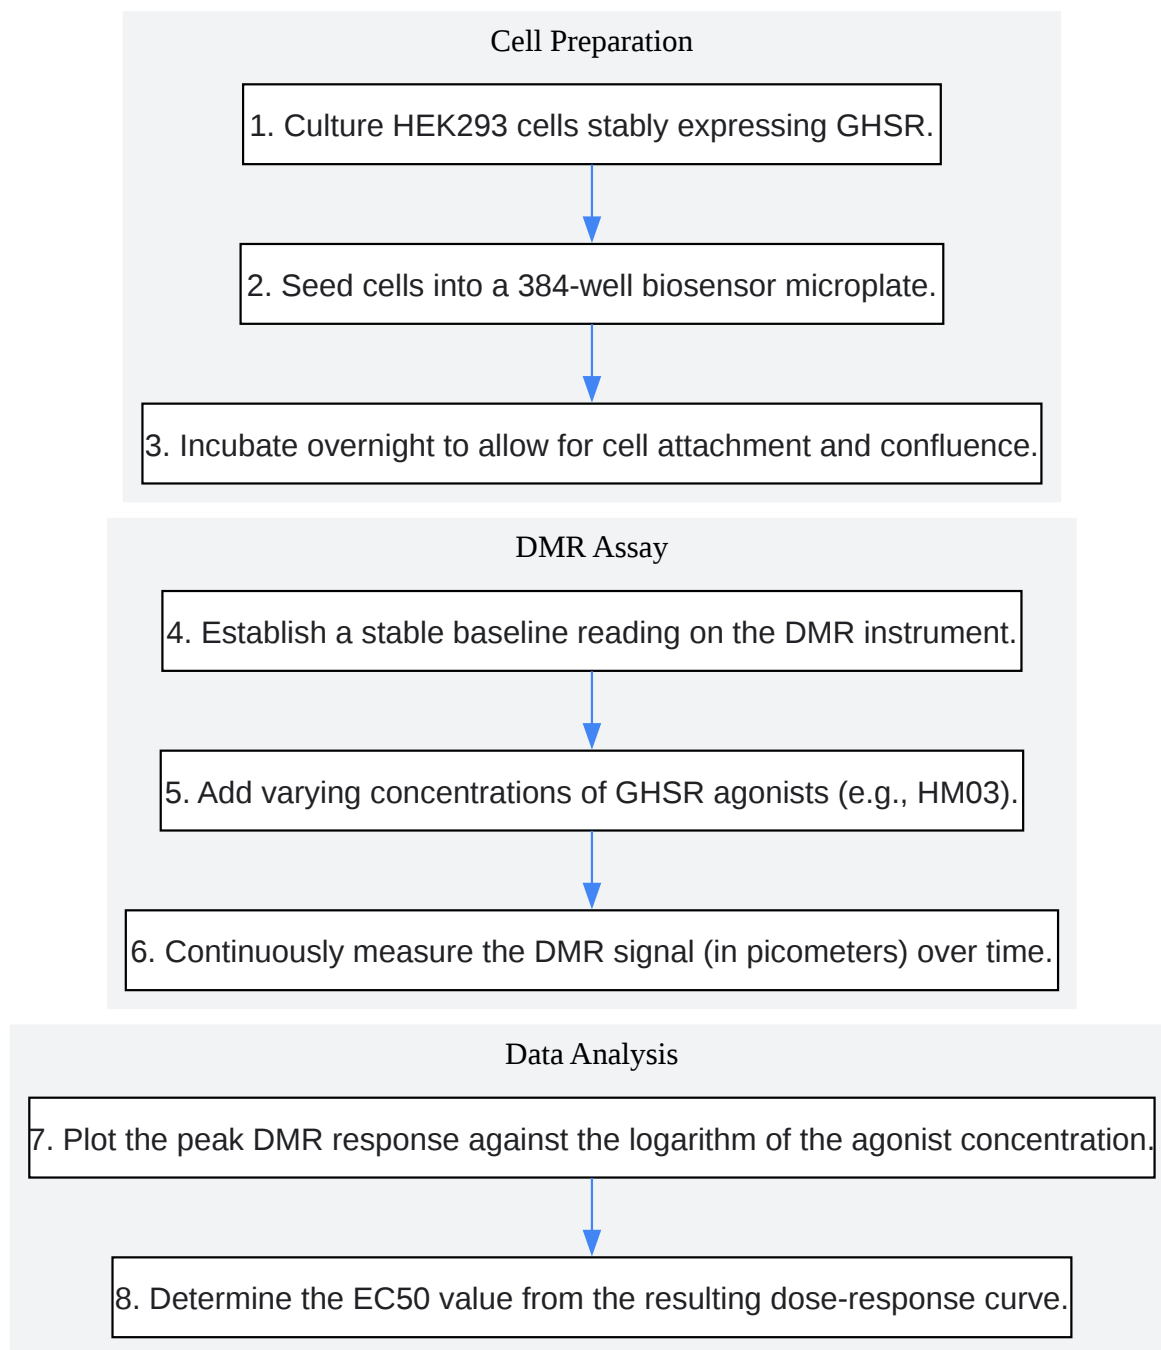 Cell Preparation
1. Culture HEK293 cells stably expressing GHSR.
2. Seed cells into a 384-well biosensor microplate.
3. Incubate overnight to allow for cell attachment and confluence.
DMR Assay
4. Establish a stable baseline reading on the DMR instrument.
5. Add varying concentrations of GHSR agonists (e.g., HM03).
6. Continuously measure the DMR signal (in picometers) over time.
Data Analysis
7. Plot the peak DMR response against the logarithm of the agonist concentration.
8. Determine the EC50 value from the resulting dose-response curve.